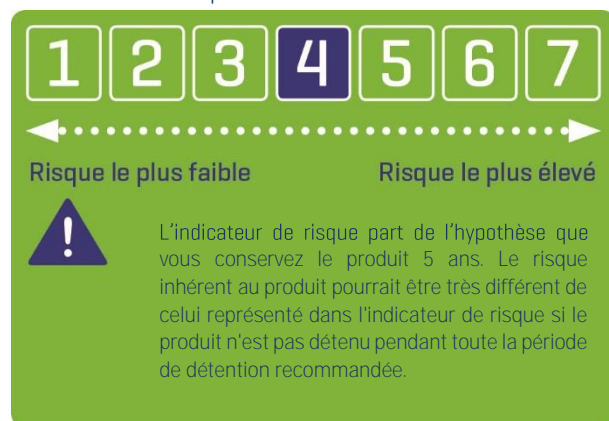 1 2 3 4 5 6 7
Risque le plus faible Risque le plus élevé
!
L'indicateur de risque part de l'hypothèse que
vous conservez le produit 5 ans. Le risque
inhérent au produit pourrait être très différent de
celui représenté dans l'indicateur de risque si le
produit n'est pas détenu pendant toute la période
de détention recommandée.